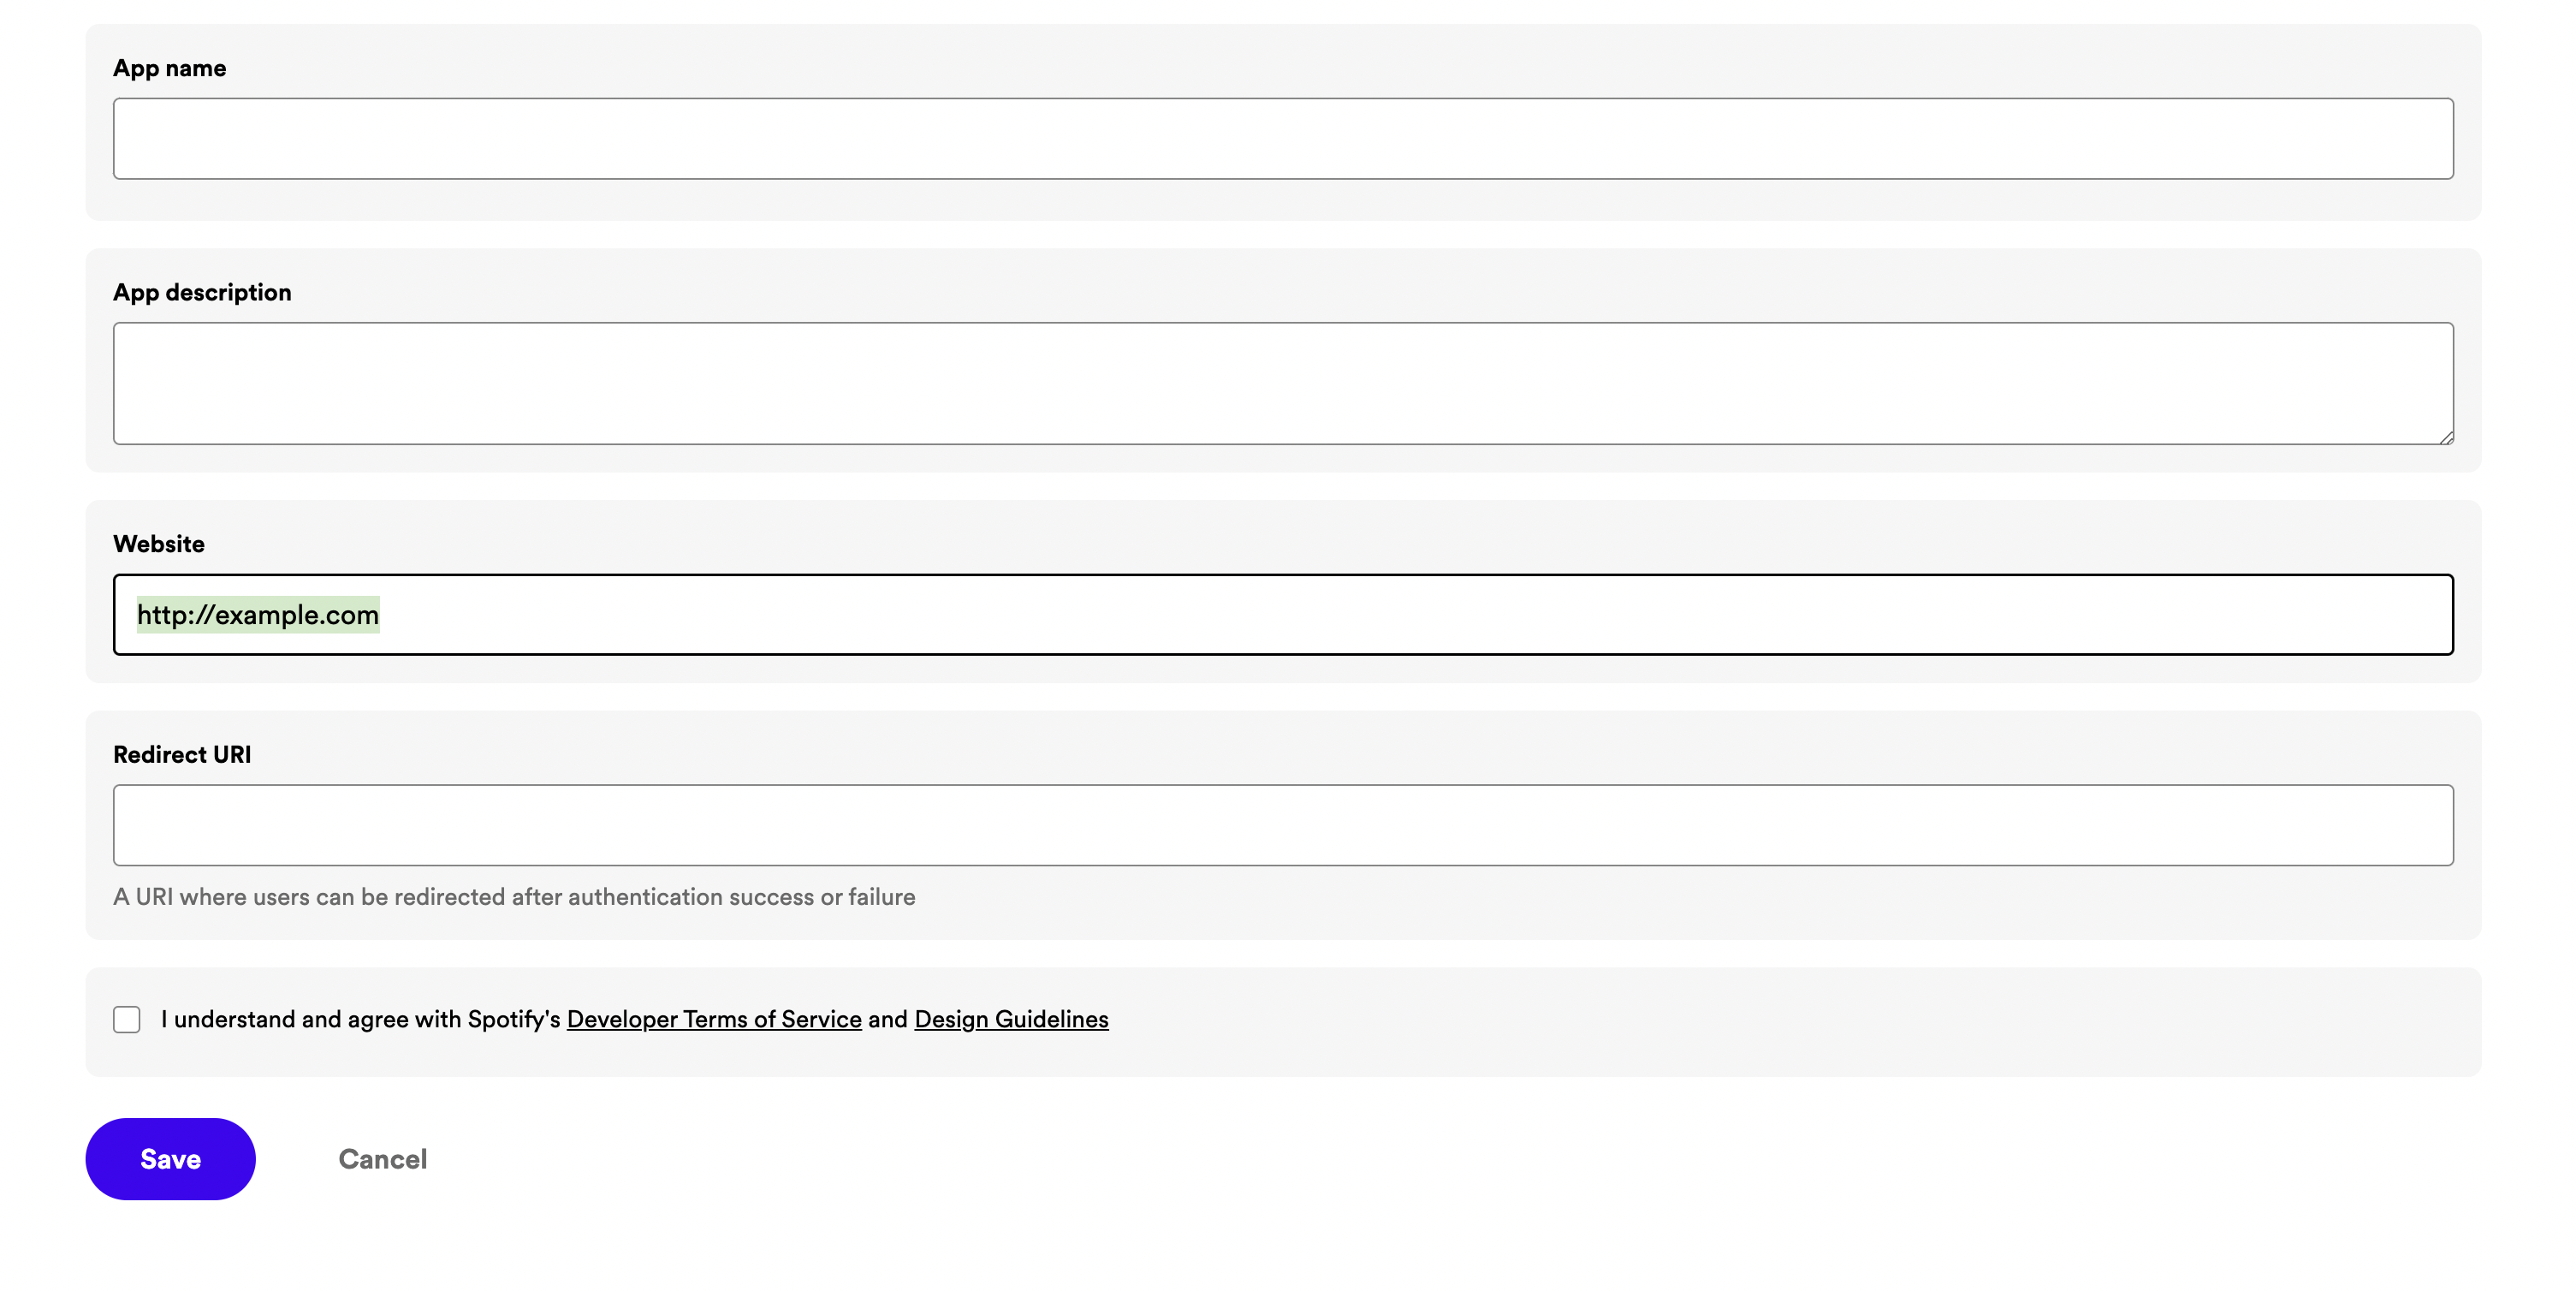 App name
App description
Website
http://example.com
Redirect URI
A URI where users can be redirected after authentication success or failure
I understand and agree with Spotify's Developer Terms of Service and Design Guidelines
Save
Cancel